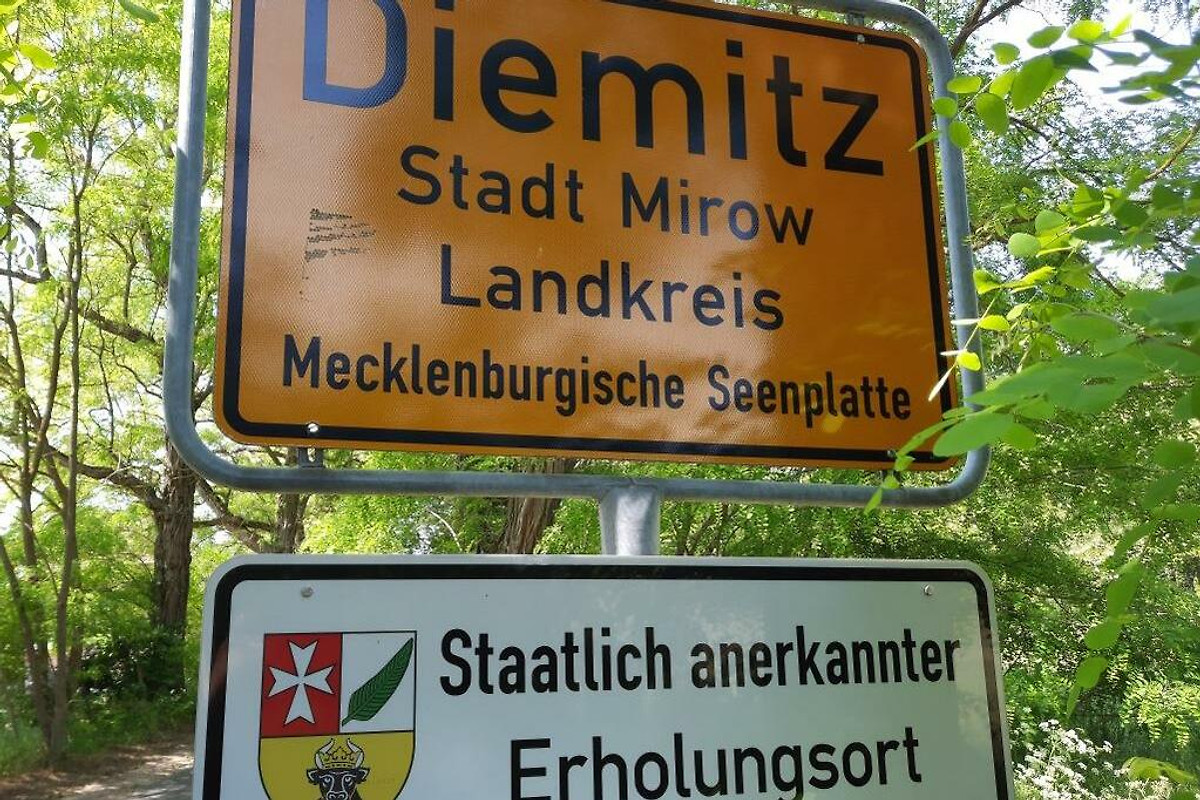 Diemitz
Stadt Mirow
Landkreis
Mecklenburgische Seenplatte
Staatlich anerkannter
Erholungsort